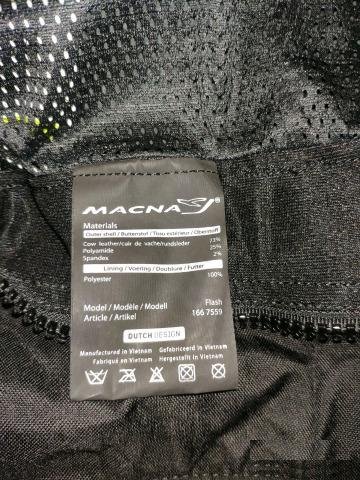 MACNA
Materials
Outer shell / Buitenstof / Tissu extérieur / Oberstoff
Cow leather/cuir de vache/rundsleder 73%
Polyamide 25%
Spandex 2%
Lining / Voering / Doublure / Futter
Polyester 100%
Model / Modèle / Modell Flash
Article / Artikel 166 7559
DUTCH DESIGN
Manufactured in Vietnam Gefabriceerd in Vietnam
Fabriqué en Vietnam Hergestellt in Vietnam